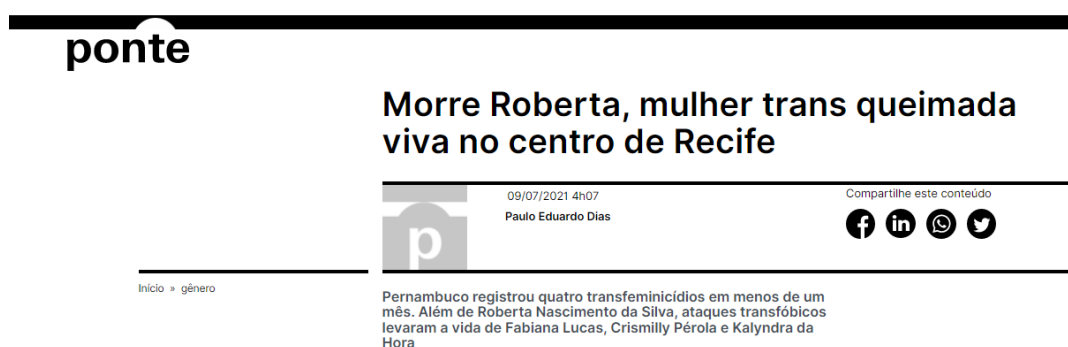 ponte
Morre Roberta, mulher trans queimada
viva no centro de Recife
p
09/07/2021 4h07
Paulo Eduardo Dias
Compartilhe este conteúdo
Início » gênero
Pernambuco registrou quatro transfeminicídios em menos de um
mês. Além de Roberta Nascimento da Silva, ataques transfóbicos
levaram a vida de Fabiana Lucas, Crismilly Pérola e Kalyndra da
Hora